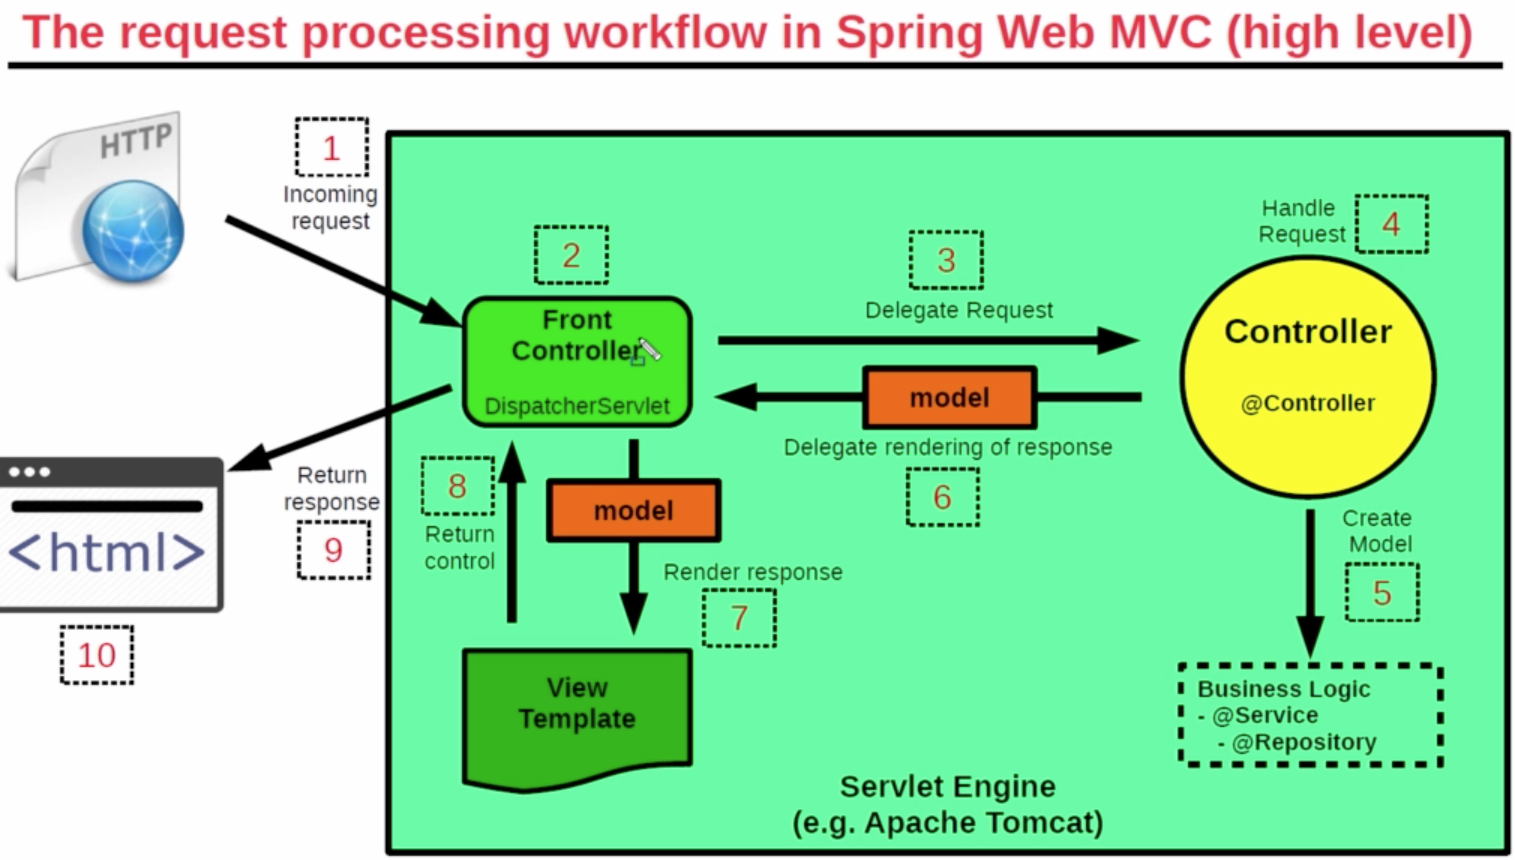 The request processing workflow in Spring Web MVC (high level)
HTTP
1
Incoming
request
2
Front
Controller
DispatcherServlet
3
Delegate Request
Handle
Request
4
Controller
@Controller
model
Delegate rendering of response
6
Create
Model
5
Business Logic
- @Service
- @Repository
model
Render response
7
View
Template
8
Return
control
Return
response
9
<html>
10
Servlet Engine
(e.g. Apache Tomcat)